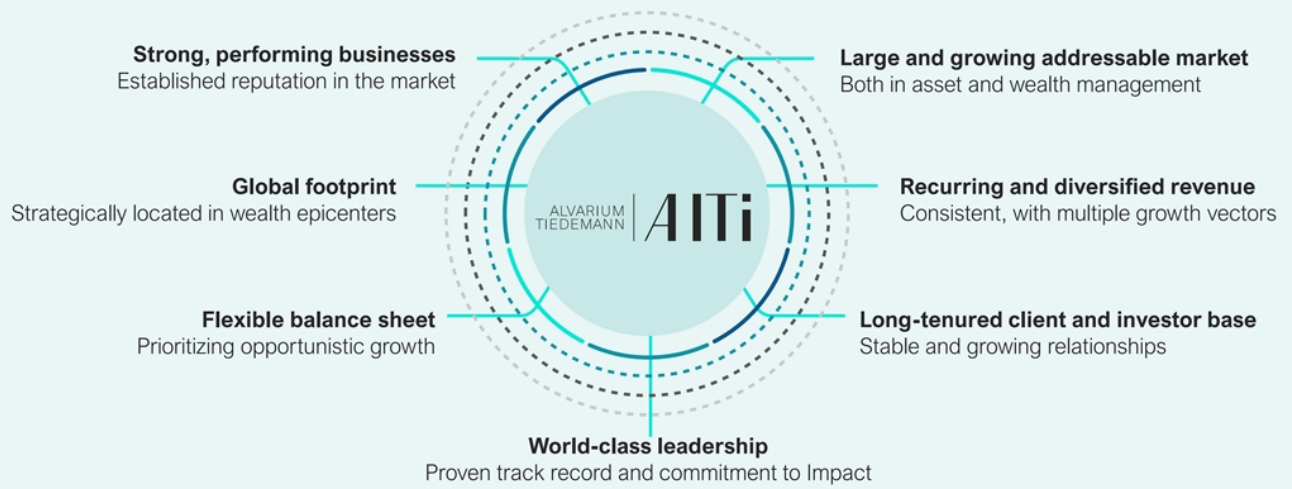 Strong, performing businesses
Established reputation in the market
Large and growing addressable market
Both in asset and wealth management
Global footprint
Strategically located in wealth epicenters
ALVARIUM
TIEDEMANN
AlTi
Recurring and diversified revenue
Consistent, with multiple growth vectors
Flexible balance sheet
Prioritizing opportunistic growth
Long-tenured client and investor base
Stable and growing relationships
World-class leadership
Proven track record and commitment to Impact